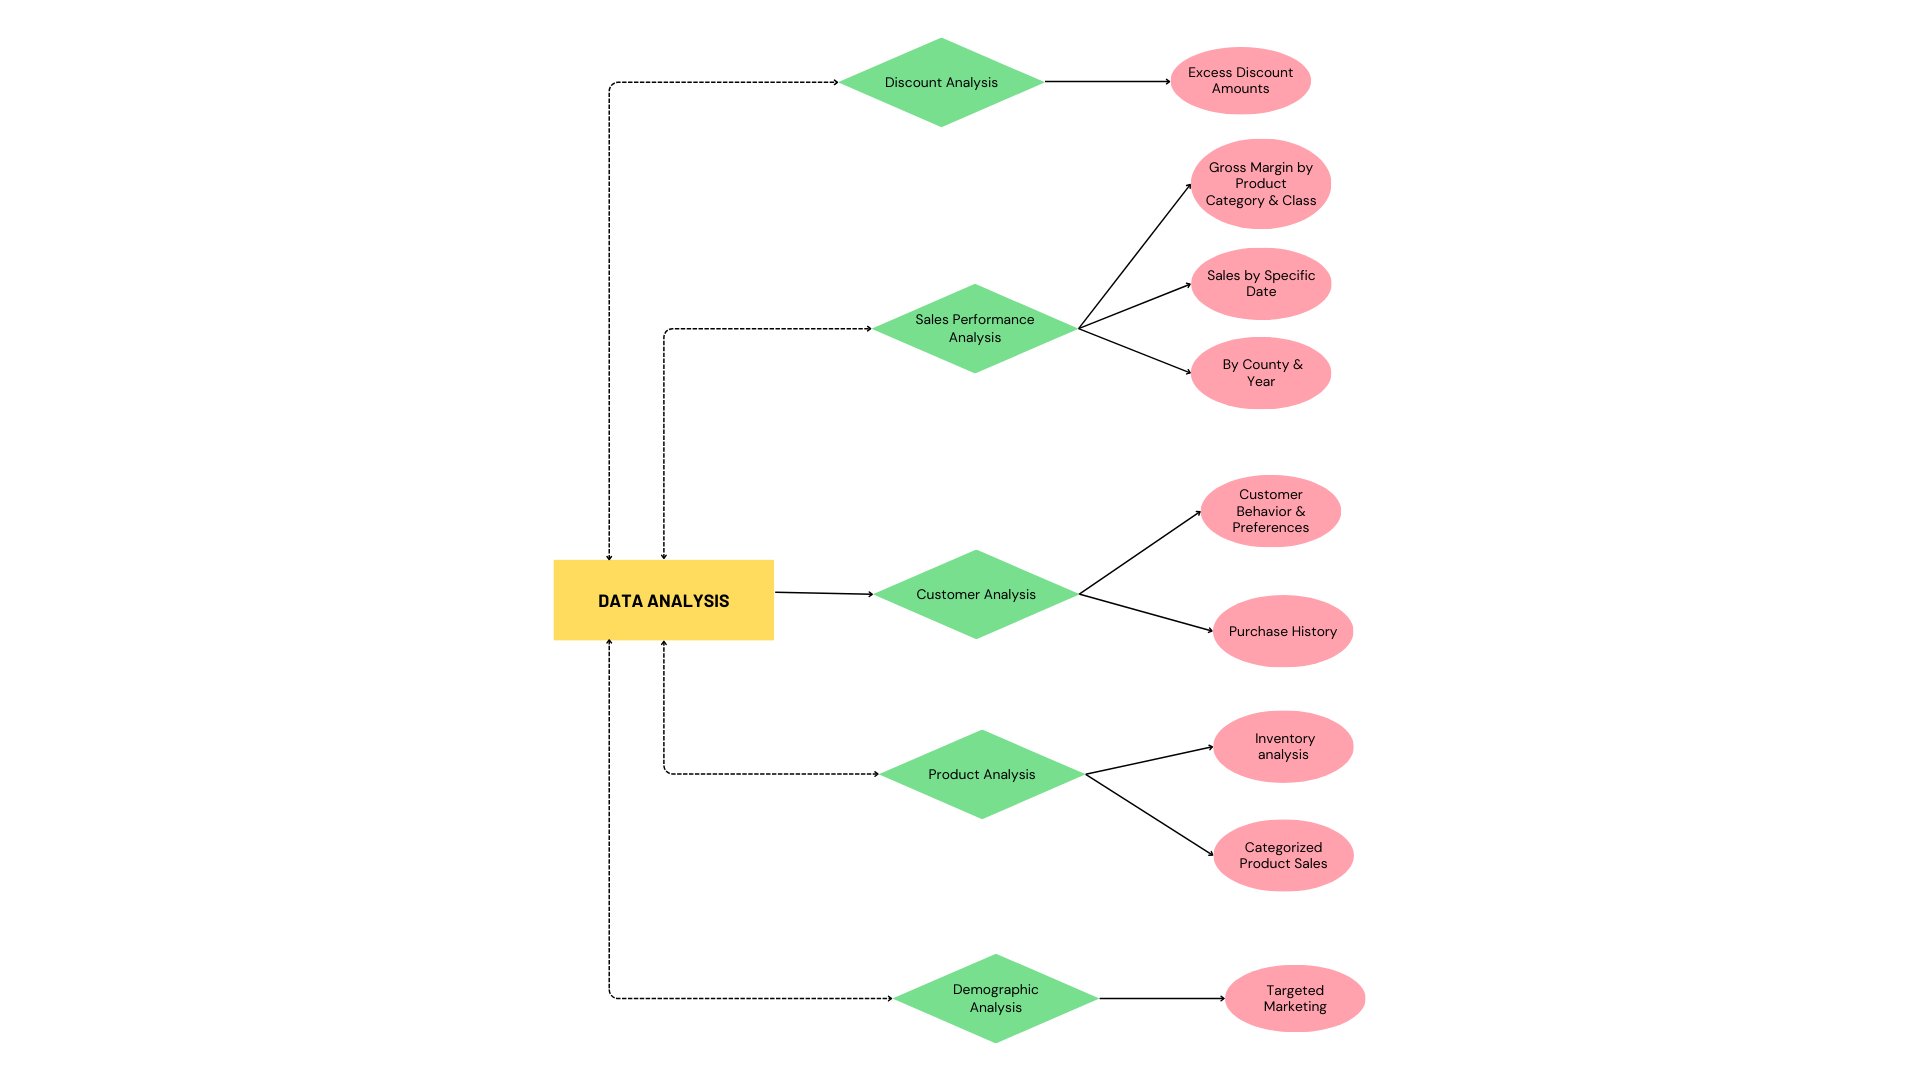 Discount Analysis
Excess Discount
Amounts
Gross Margin by
Product
Category & Class
Sales by Specific
Date
Sales Performance
Analysis
By County &
Year
Customer
Behavior &
Preferences
DATA ANALYSIS
Customer Analysis
Purchase History
Inventory
analysis
Product Analysis
Categorized
Product Sales
Demographic
Analysis
Targeted
Marketing